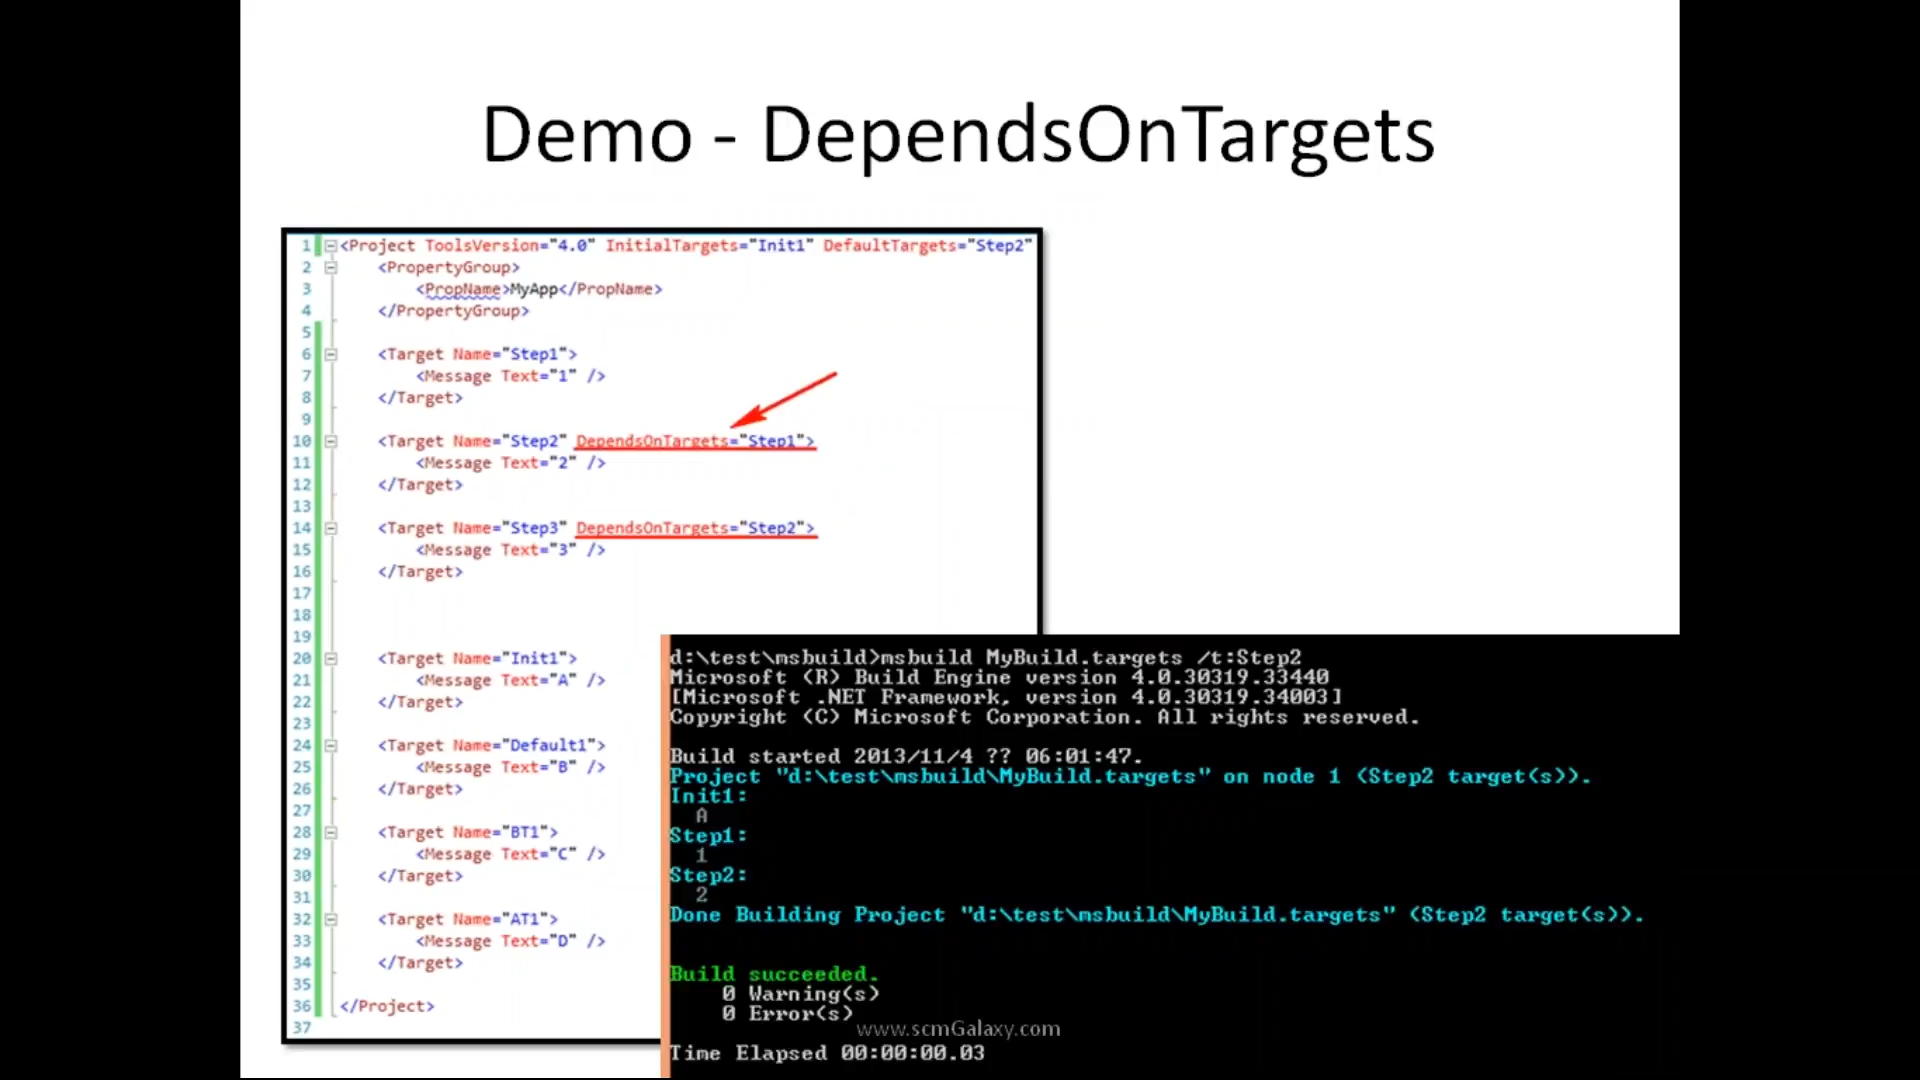 Demo - DependsOnTargets
1 <Project ToolsVersion="4.0" InitialTargets="Init1" DefaultTargets="Step2"
2 <PropertyGroup>
3 <PropName>MyApp</PropName>
4 </PropertyGroup>
5
6 <Target Name="Step1">
7 <Message Text="1" />
8 </Target>
9
10 <Target Name="Step2" DependsOnTargets="Step1">
11 <Message Text="2" />
12 </Target>
13
14 <Target Name="Step3" DependsOnTargets="Step2">
15 <Message Text="3" />
16 </Target>
17
18
19
20 <Target Name="Init1">
21 <Message Text="A" />
22 </Target>
23
24 <Target Name="Default1">
25 <Message Text="B" />
26 </Target>
27
28 <Target Name="BT1">
29 <Message Text="C" />
30 </Target>
31
32 <Target Name="AT1">
33 <Message Text="D" />
34 </Target>
35
36 </Project>
37
d:\test\msbuild>msbuild MyBuild.targets /t:Step2
Microsoft (R) Build Engine version 4.0.30319.33440
[Microsoft .NET Framework, version 4.0.30319.34003]
Copyright (C) Microsoft Corporation. All rights reserved.
Build started 2013/11/4 ?? 06:01:47.
Project "d:\test\msbuild\MyBuild.targets" on node 1 (Step2 target(s)).
Init1:
A
Step1:
1
Step2:
2
Done Building Project "d:\test\msbuild\MyBuild.targets" (Step2 target(s)).
Build succeeded.
0 Warning(s)
0 Error(s)
www.scmGalaxy.com
Time Elapsed 00:00:00.03